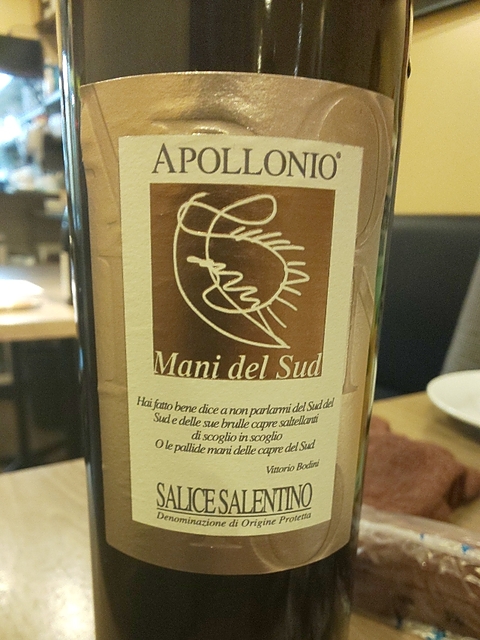 APOLLONIO®
Mani del Sud
Hai fatto bene dice a non parlarmi del Sud del
Sud e delle sue brulle capre saltellanti
di scoglio in scoglio
O le pallide mani delle capre del Sud
Vittorio Bodini
SALICE SALENTINO
Denominazione di Origine Protetta